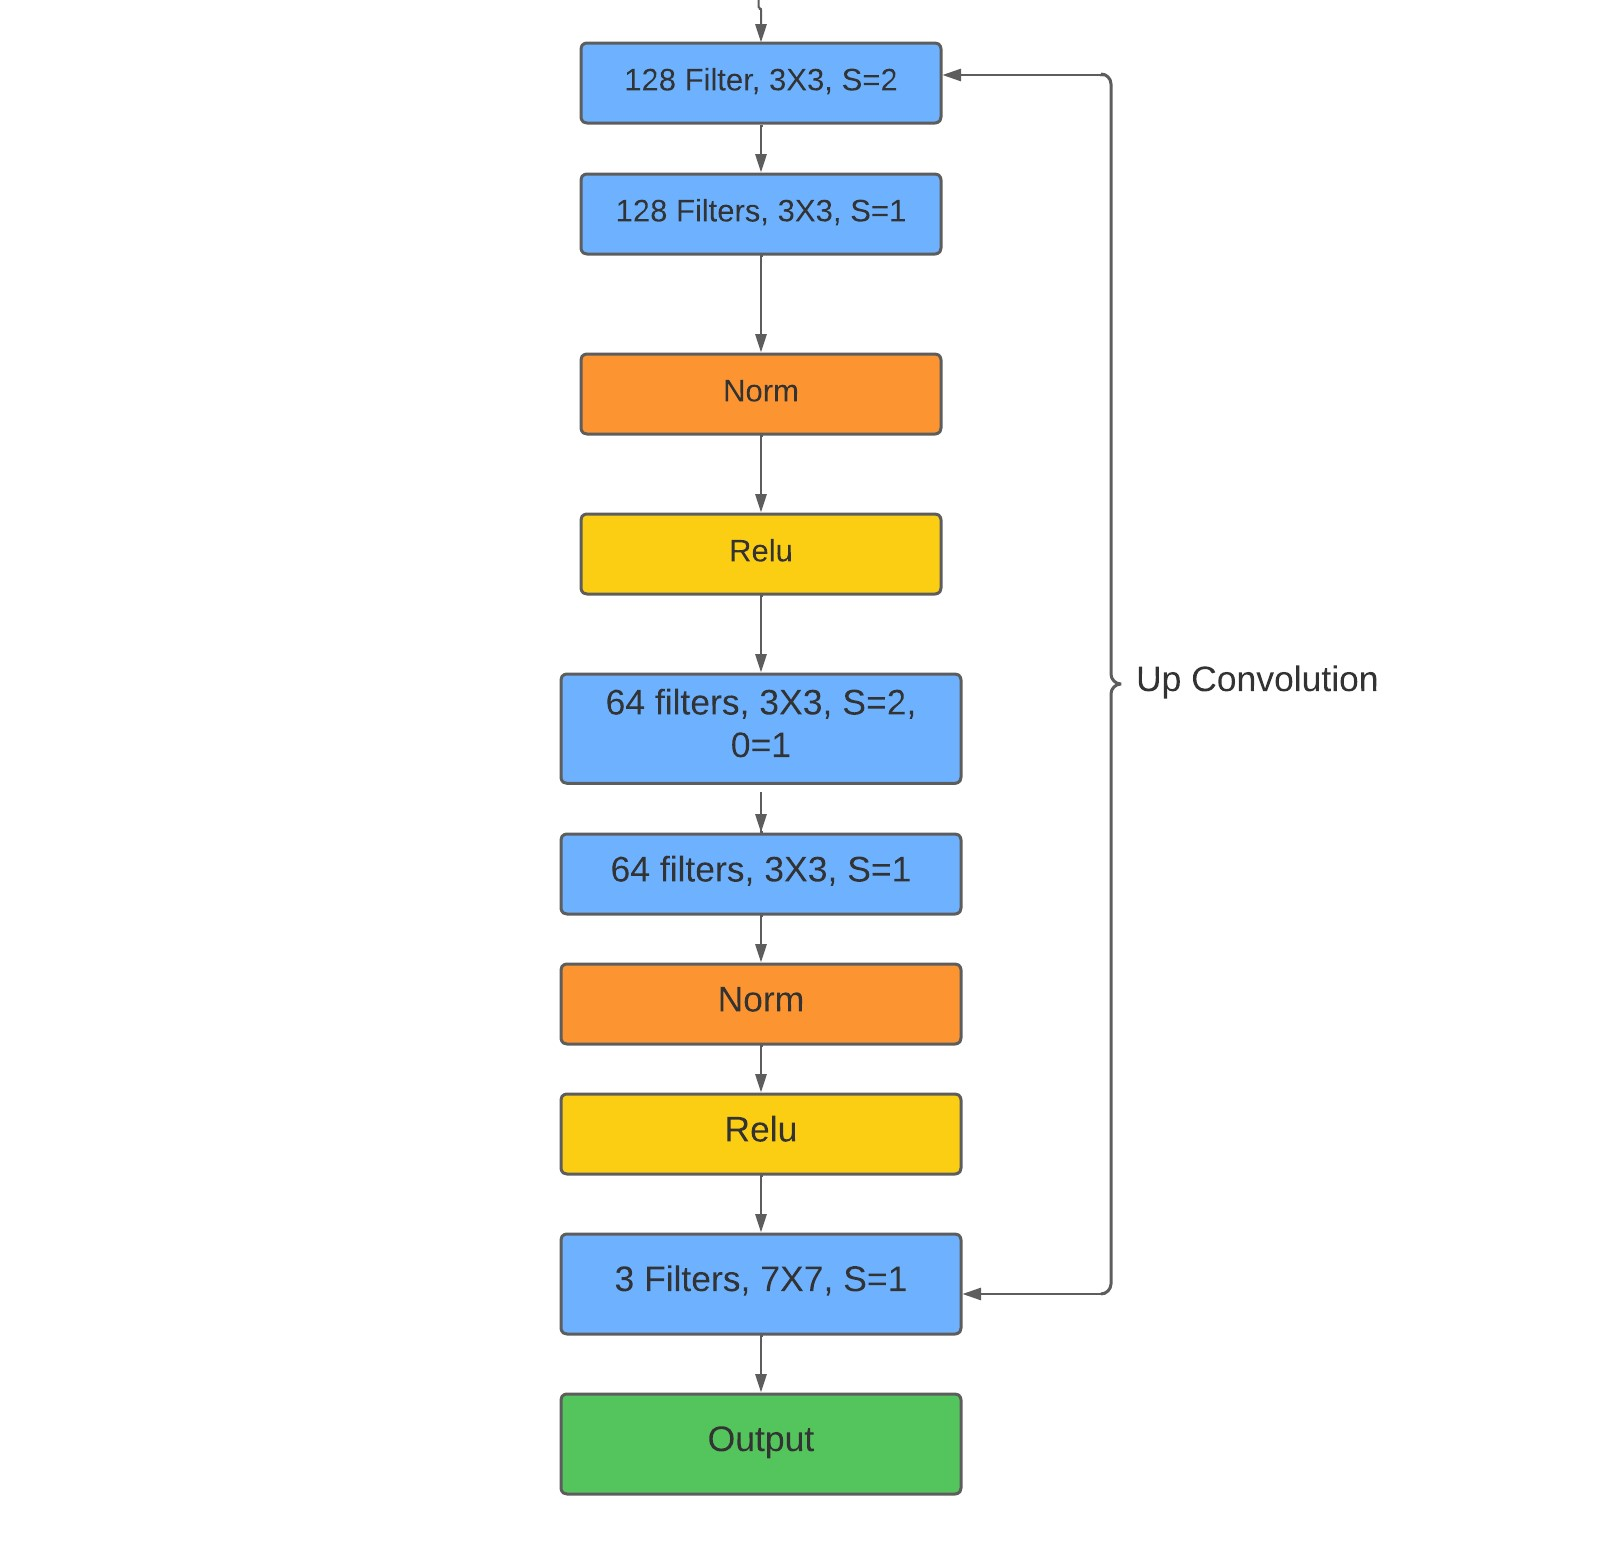 128 Filter, 3X3, S=2
128 Filters, 3X3, S=1
Norm
Relu
Up Convolution
64 filters, 3X3, S=2,
0=1
64 filters, 3X3, S=1
Norm
Relu
3 Filters, 7X7, S=1
Output